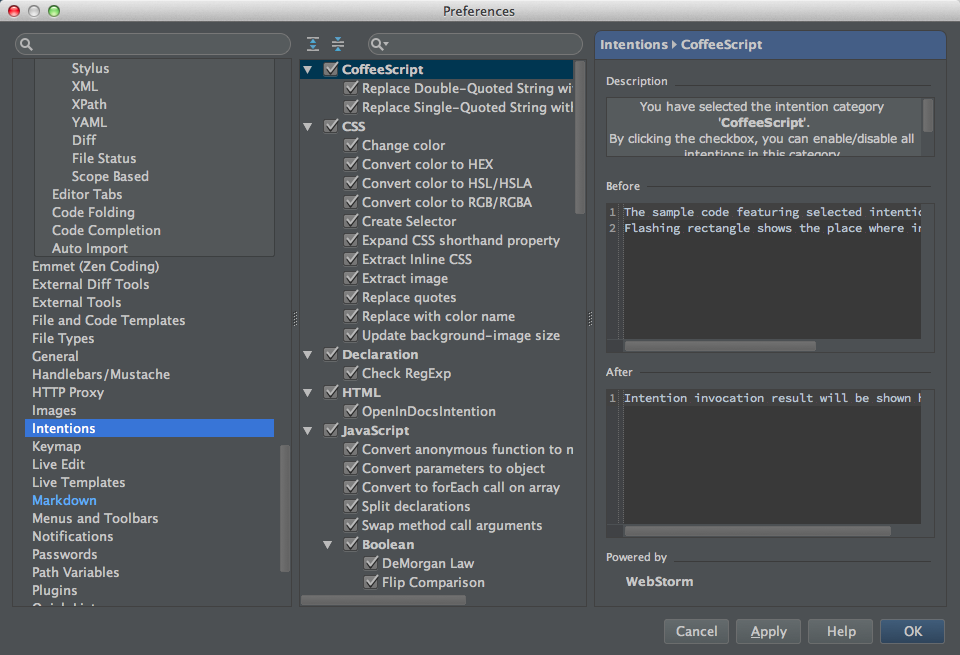 Preferences
Stylus
XML
XPath
YAML
Diff
File Status
Scope Based
Editor Tabs
Code Folding
Code Completion
Auto Import
Emmet (Zen Coding)
External Diff Tools
External Tools
File and Code Templates
File Types
General
Handlebars/Mustache
HTTP Proxy
Images
Intentions
Keymap
Live Edit
Live Templates
Markdown
Menus and Toolbars
Notifications
Passwords
Path Variables
Plugins
CoffeeScript
Replace Double-Quoted String wi
Replace Single-Quoted String with
CSS
Change color
Convert color to HEX
Convert color to HSL/HSLA
Convert color to RGB/RGBA
Create Selector
Expand CSS shorthand property
Extract Inline CSS
Extract image
Replace quotes
Replace with color name
Update background-image size
Declaration
Check RegExp
HTML
OpenInDocsIntention
JavaScript
Convert anonymous function to n
Convert parameters to object
Convert to forEach call on array
Split declarations
Swap method call arguments
Boolean
DeMorgan Law
Flip Comparison
Intentions CoffeeScript
Description
You have selected the intention category
'CoffeeScript'.
By clicking the checkbox, you can enable/disable all
intentions in this category
Before
1 The sample code featuring selected intentio
2 Flashing rectangle shows the place where in
After
1 Intention invocation result will be shown h
Powered by
WebStorm
Cancel
Apply
Help
OK